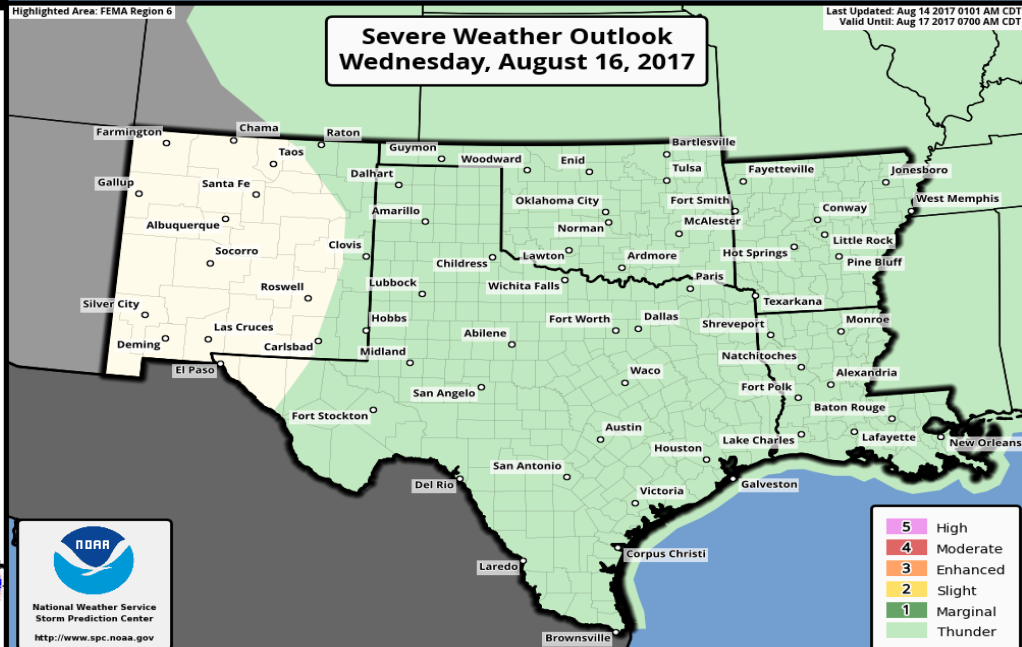 Highlighted Area: FEMA Region 6
Last Updated: Aug 14 2017 0101 AM CDT
Valid Until: Aug 17 2017 0700 AM CDT
Severe Weather Outlook
Wednesday, August 16, 2017
Farmington
Chama
Raton
Taos
Guymon
Woodward
Enid
Bartlesville
Tulsa
Fayetteville
Jonesboro
Gallup
Santa Fe
Dalhart
Amarillo
Oklahoma City
Fort Smith
West Memphis
Conway
Albuquerque
Norman
McAlester
Little Rock
Socorro
Clovis
Childress
Lawton
Ardmore
Hot Springs
Pine Bluff
Roswell
Lubbock
Wichita Falls
Paris
Texarkana
Silver City
Las Cruces
Hobbs
Abilene
Fort Worth
Dallas
Shreveport
Monroe
Deming
Carlsbad
Midland
Natchitoches
El Paso
San Angelo
Waco
Fort Polk
Alexandria
Fort Stockton
Baton Rouge
Austin
Houston
Lake Charles
Lafayette
New Orleans
Del Rio
San Antonio
Victoria
Galveston
Laredo
Corpus Christi
Brownsville
NOAA
National Weather Service
Storm Prediction Center
http://www.spc.noaa.gov
5 High
4 Moderate
3 Enhanced
2 Slight
1 Marginal
Thunder